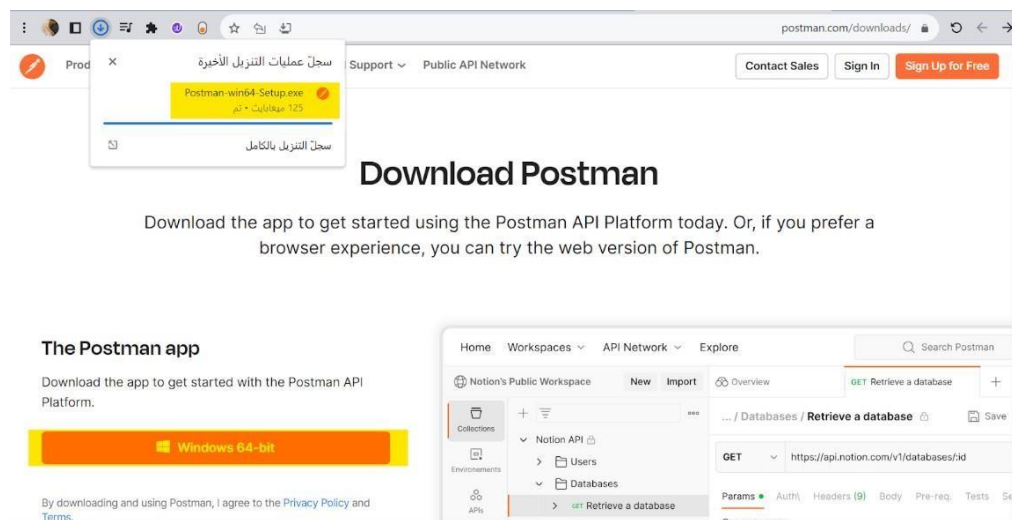 postman.com/downloads/
Prod
Support
Public API Network
Contact Sales
Sign In
Sign Up for Free
سجلّ عمليات التنزيل الأخيرة
Postman-win64-Setup.exe
125 ميغابايت • تم
سجلّ التنزيل بالكامل
Download Postman
Download the app to get started using the Postman API Platform today. Or, if you prefer a
browser experience, you can try the web version of Postman.
The Postman app
Download the app to get started with the Postman API
Platform.
Windows 64-bit
By downloading and using Postman, I agree to the Privacy Policy and
Terms.
Home Workspaces API Network Explore
Search Postman
Notion's Public Workspace New Import
Overview
GET Retrieve a database
Collections
Environements
APIs
Notion API
Users
Databases
GET Retrieve a database
... / Databases / Retrieve a database
Save
GET https://api.notion.com/v1/databases/:id
Params Auth\ Headers (9) Body Pre-req. Tests Se